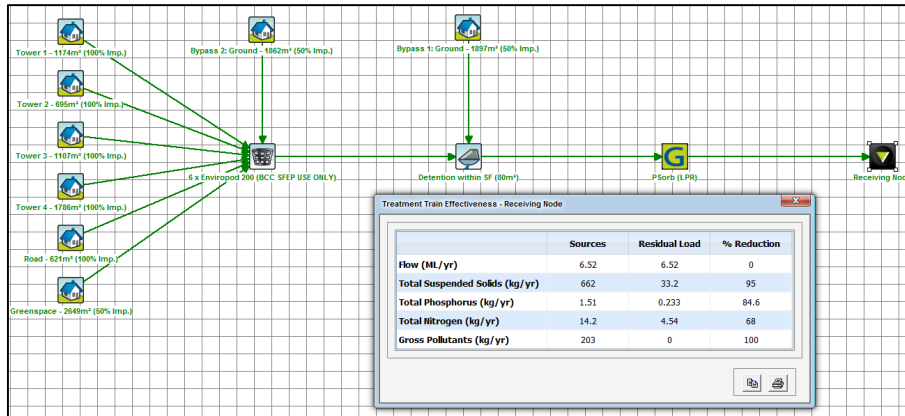 Tower 1 - 1174m² (100% Imp.)
Bypass 2: Ground - 1862m² (50% Imp.)
Bypass 1: Ground - 1897m² (50% Imp.)
Tower 2 - 695m² (100% Imp.)
Tower 3 - 1107m² (100% Imp.)
6 x Enviropod 200 (BCC SFEP USE ONLY)
Detention within SF (80m²)
G
PSorb (LPR)
Receiving Node
Tower 4 - 1786m² (100% Imp.)
Road - 621m² (100% Imp.)
Greenspace - 2649m² (50% Imp.)
Treatment Train Effectiveness - Receiving Node
Sources Residual Load % Reduction
Flow (ML/yr) 6.52 6.52 0
Total Suspended Solids (kg/yr) 662 33.2 95
Total Phosphorus (kg/yr) 1.51 0.233 84.6
Total Nitrogen (kg/yr) 14.2 4.54 68
Gross Pollutants (kg/yr) 203 0 100